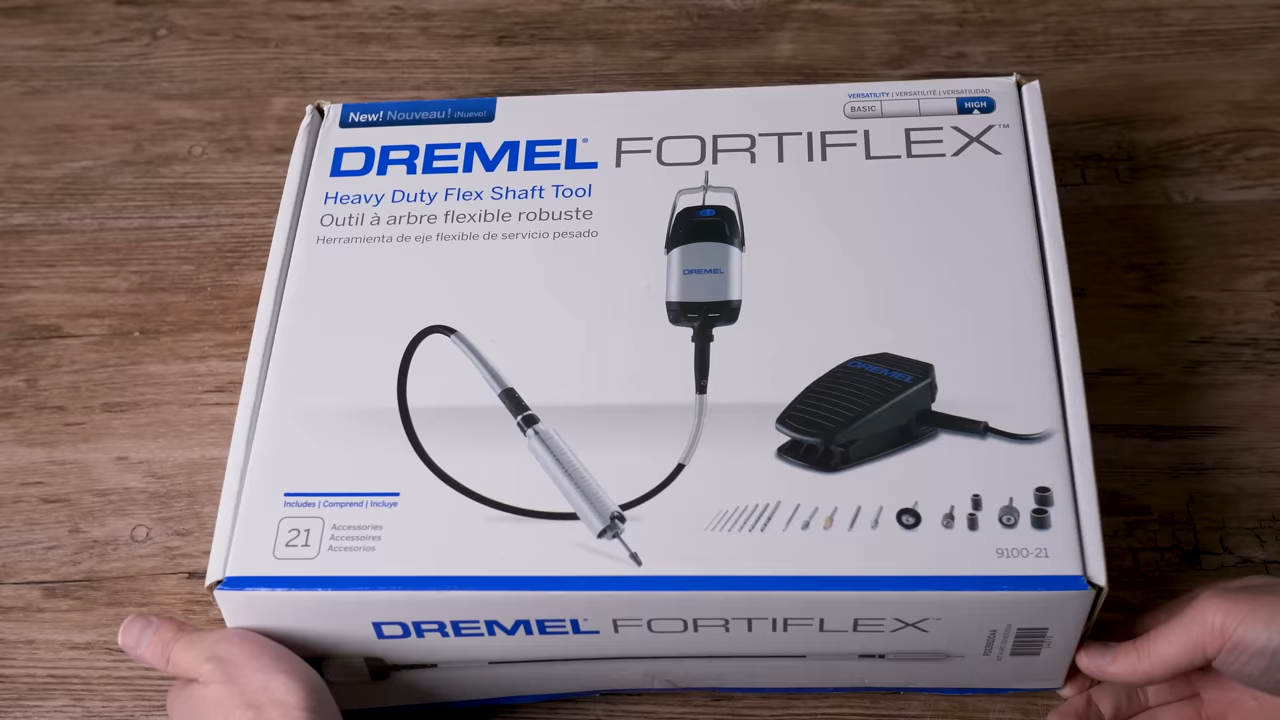 New! Nouveau! ¡Nuevo!
VERSATILITY | VERSATILITÉ | VERSATILIDAD
BASIC HIGH
DREMEL® FORTIFLEX™
Heavy Duty Flex Shaft Tool
Outil à arbre flexible robuste
Herramienta de eje flexible de servicio pesado
DREMEL
DREMEL
Includes | Comprend | Incluye
21
Accessories
Accessoires
Accesorios
9100-21
DREMEL® FORTIFLEX™